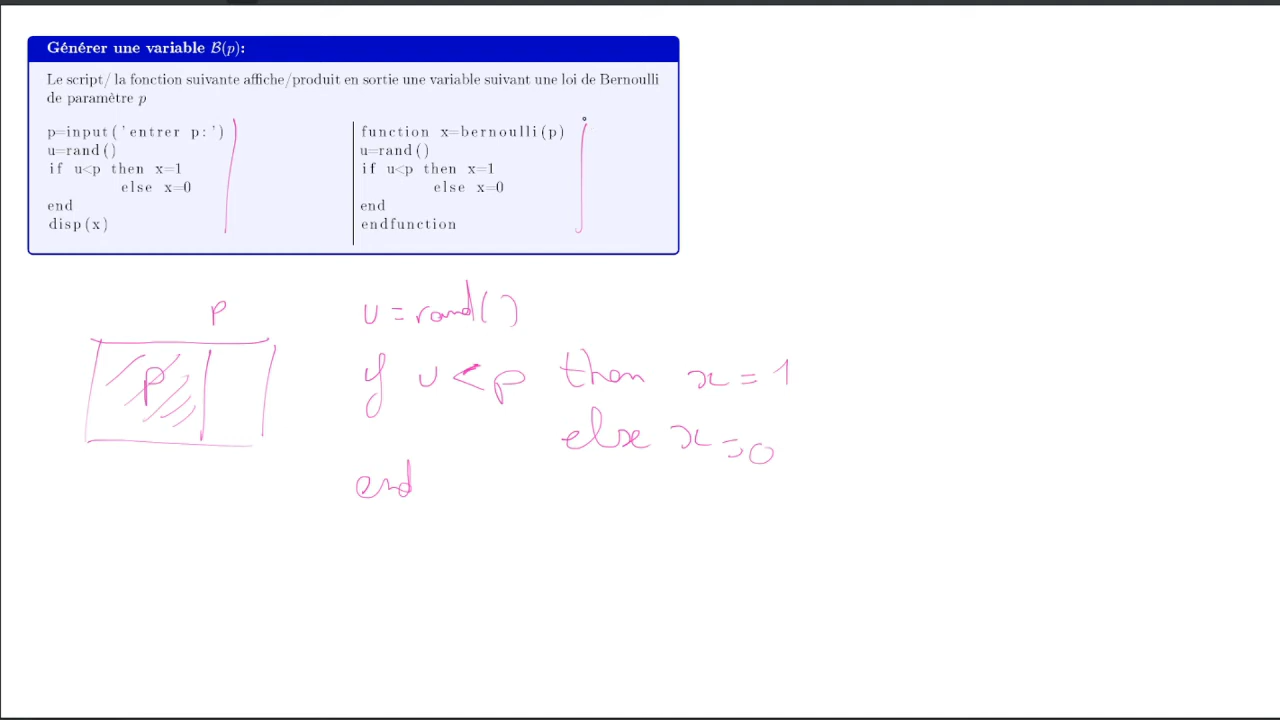 Générer une variable B(p):
Le script/ la fonction suivante affiche/produit en sortie une variable suivant une loi de Bernoulli
de paramètre p
p=input('entrer p:')
u=rand()
if u<p then x=1
else x=0
end
disp(x)
function x=bernoulli(p)
u=rand()
if u<p then x=1
else x=0
end
endfunction
p
p
u = rand()
if u < p then x = 1
else x = 0
end